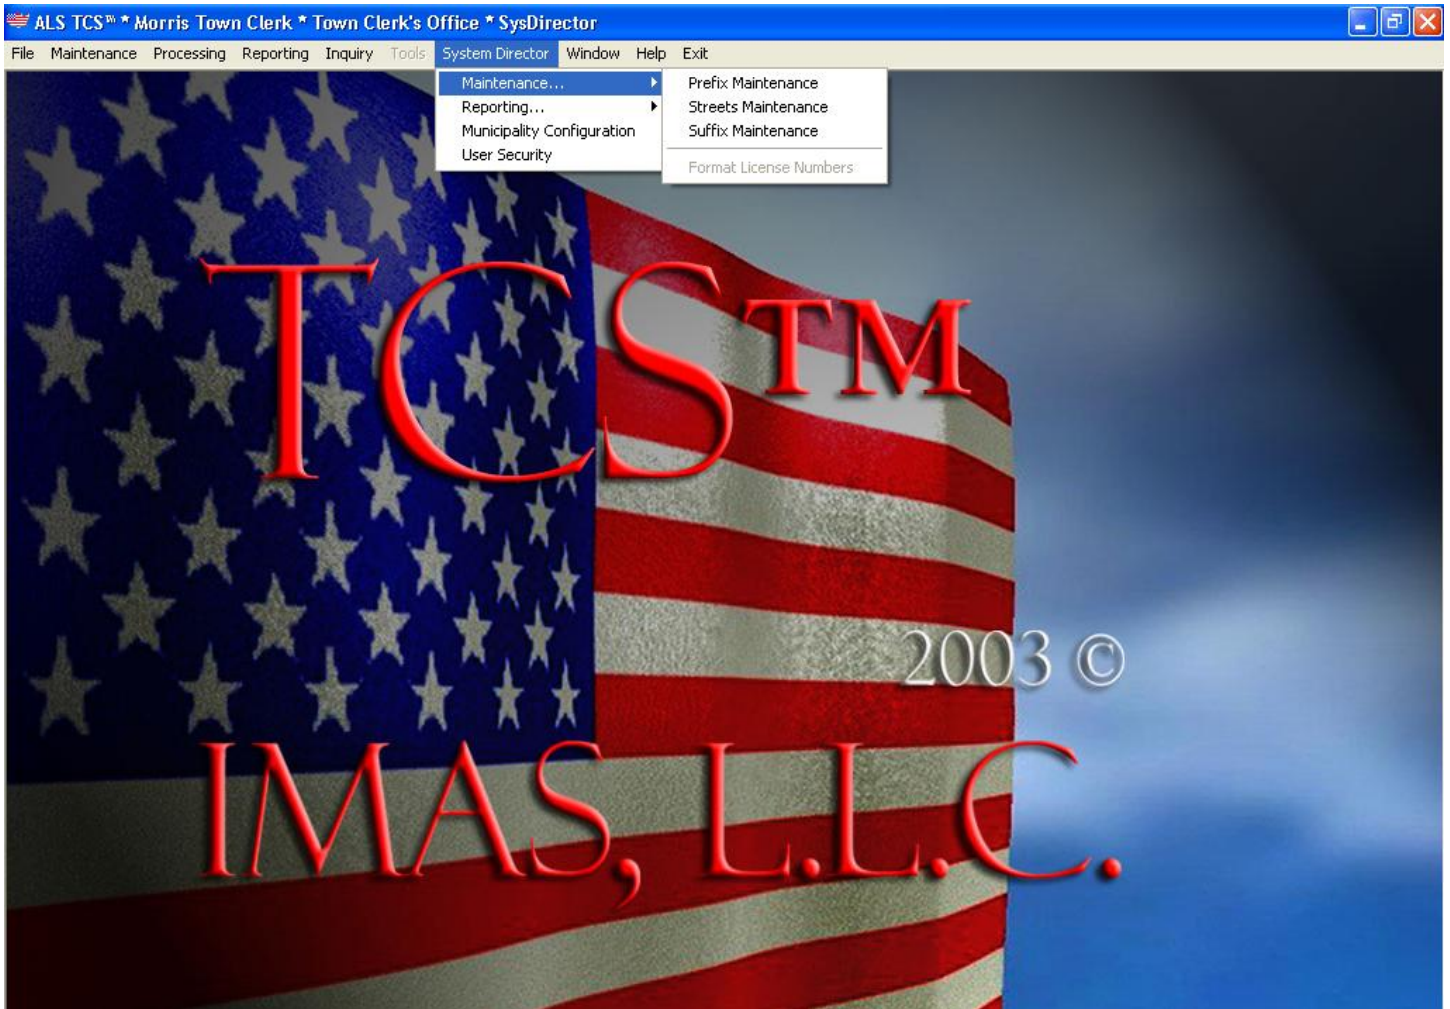 ALS TCS™ * Morris Town Clerk * Town Clerk's Office * SysDirector
File Maintenance Processing Reporting Inquiry Tools System Director Window Help Exit
Maintenance...
Reporting...
Municipality Configuration
User Security
Prefix Maintenance
Streets Maintenance
Suffix Maintenance
Format License Numbers
TCS™
2003 ©
IMAS, L.L.C.